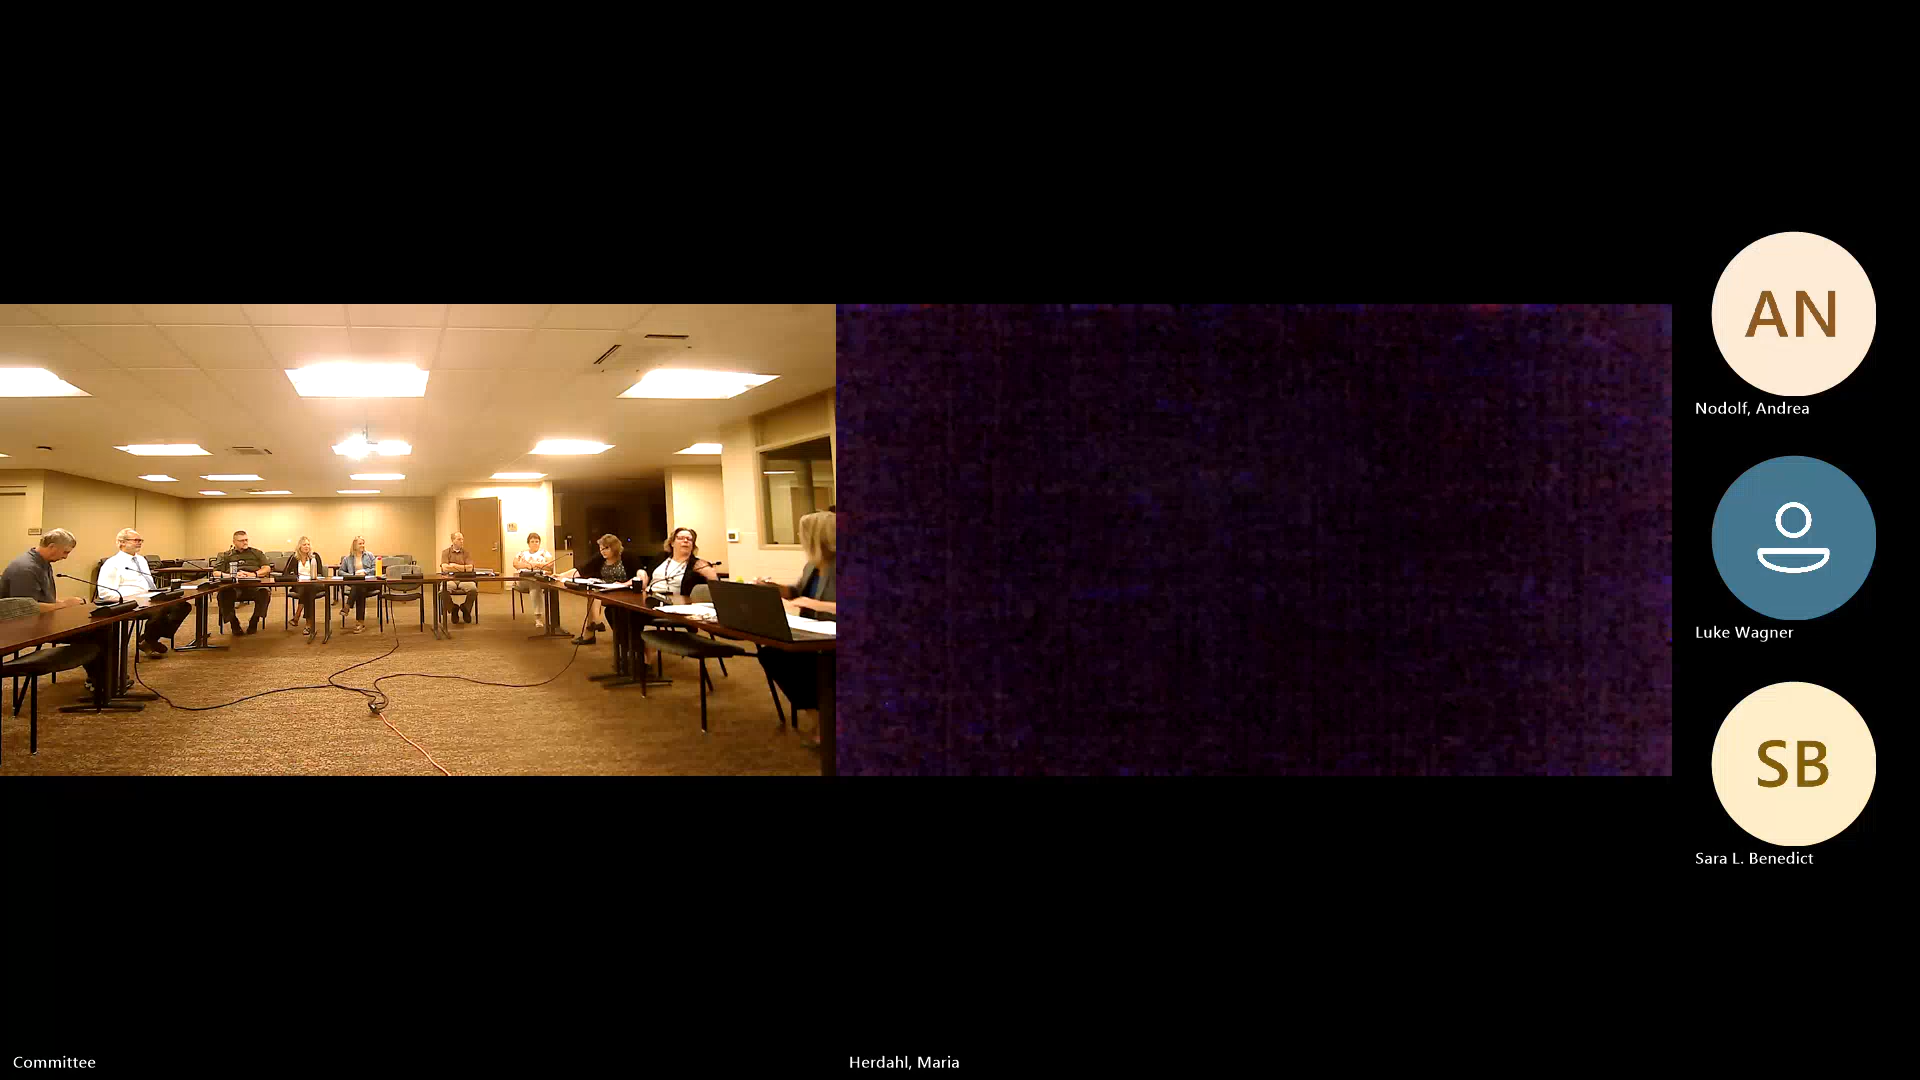 AN
Nodolf, Andrea
Luke Wagner
SB
Sara L. Benedict
Committee
Herdahl, Maria